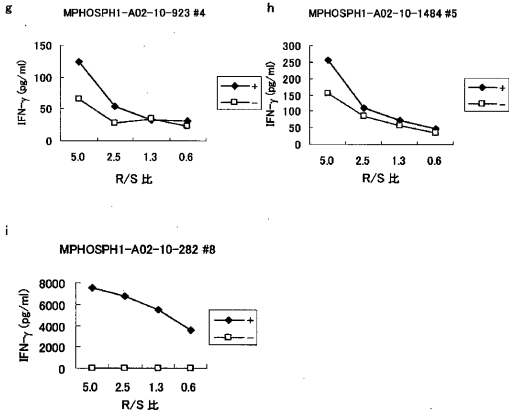 g
MPHOSPH1-A02-10-923 #4
IFN-γ (pg/ml)
150
100
50
0
5.0 2.5 1.3 0.6
R/S 比
+
−
h
MPHOSPH1-A02-10-1484 #5
IFN-γ (pg/ml)
300
250
200
150
100
50
0
5.0 2.5 1.3 0.6
R/S 比
+
−
i
MPHOSPH1-A02-10-282 #8
IFN-γ (pg/ml)
8000
6000
4000
2000
0
5.0 2.5 1.3 0.6
R/S 比
+
−